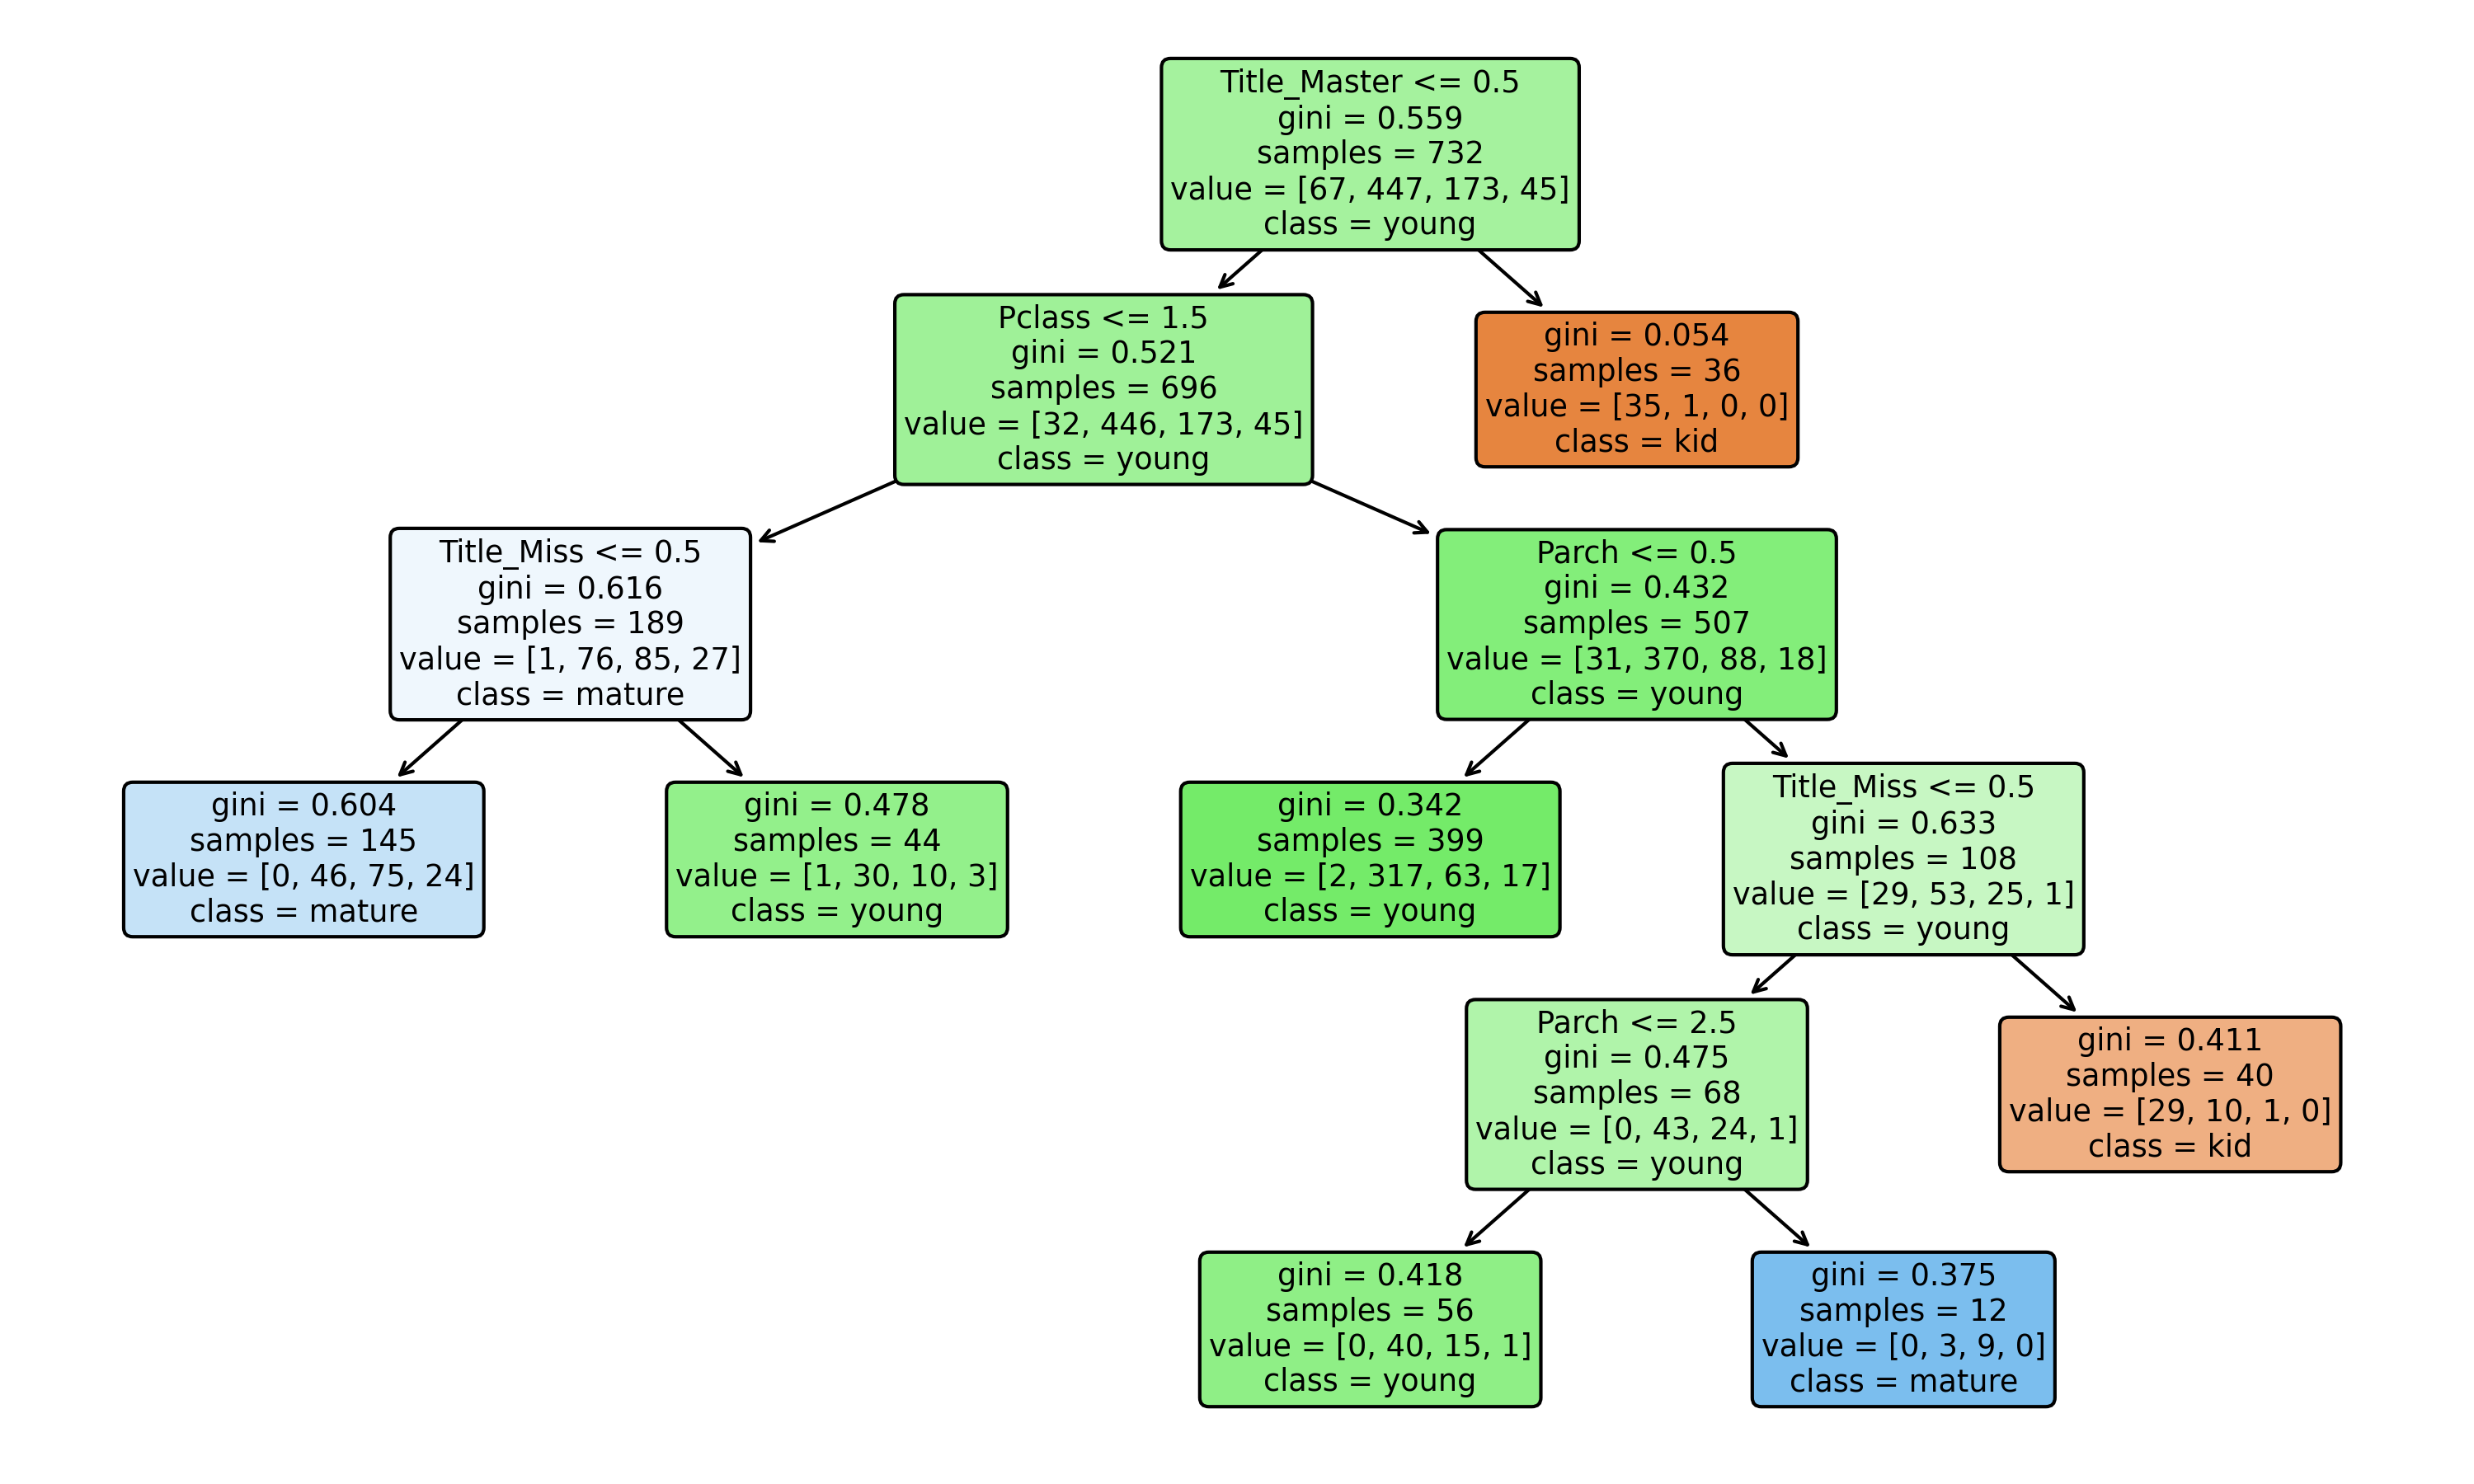 Title_Master <= 0.5
gini = 0.559
samples = 732
value = [67, 447, 173, 45]
class = young
Pclass <= 1.5
gini = 0.521
samples = 696
value = [32, 446, 173, 45]
class = young
gini = 0.054
samples = 36
value = [35, 1, 0, 0]
class = kid
Title_Miss <= 0.5
gini = 0.616
samples = 189
value = [1, 76, 85, 27]
class = mature
Parch <= 0.5
gini = 0.432
samples = 507
value = [31, 370, 88, 18]
class = young
gini = 0.604
samples = 145
value = [0, 46, 75, 24]
class = mature
gini = 0.478
samples = 44
value = [1, 30, 10, 3]
class = young
gini = 0.342
samples = 399
value = [2, 317, 63, 17]
class = young
Title_Miss <= 0.5
gini = 0.633
samples = 108
value = [29, 53, 25, 1]
class = young
Parch <= 2.5
gini = 0.475
samples = 68
value = [0, 43, 24, 1]
class = young
gini = 0.411
samples = 40
value = [29, 10, 1, 0]
class = kid
gini = 0.418
samples = 56
value = [0, 40, 15, 1]
class = young
gini = 0.375
samples = 12
value = [0, 3, 9, 0]
class = mature